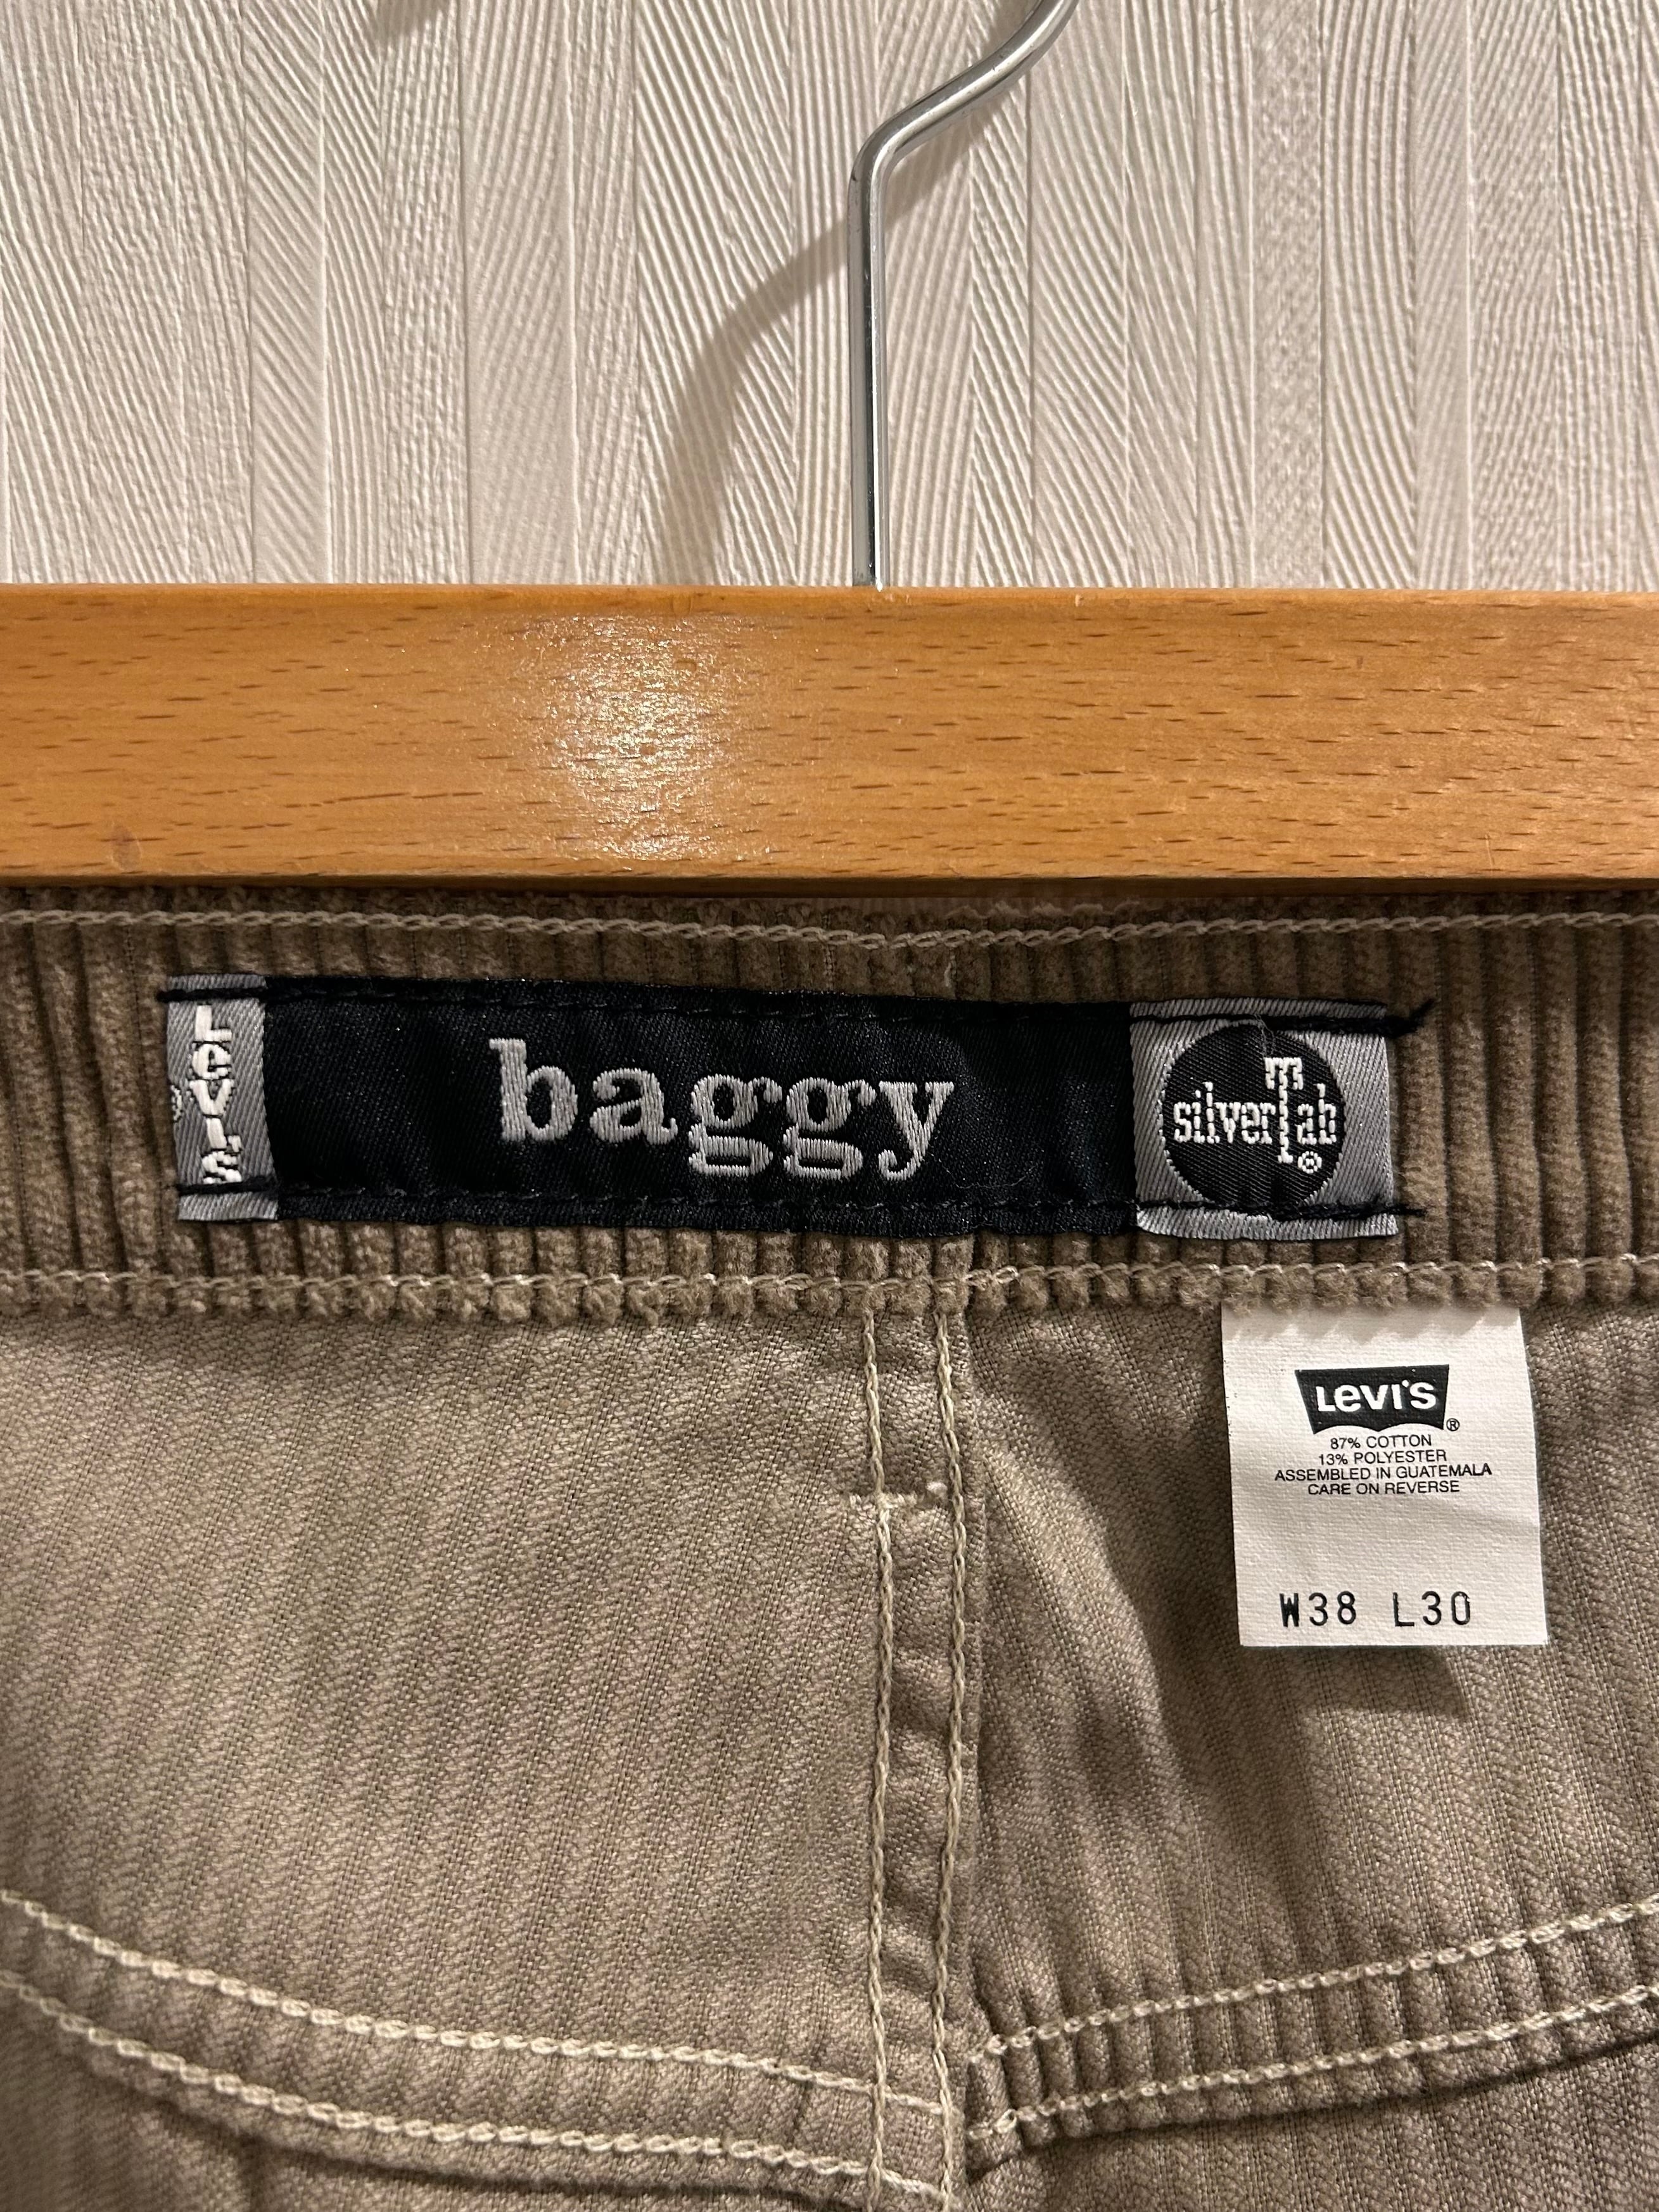 Levi's
baggy
silverTab®
LEVI'S®
87% COTTON
13% POLYESTER
ASSEMBLED IN GUATEMALA
CARE ON REVERSE
W38 L30